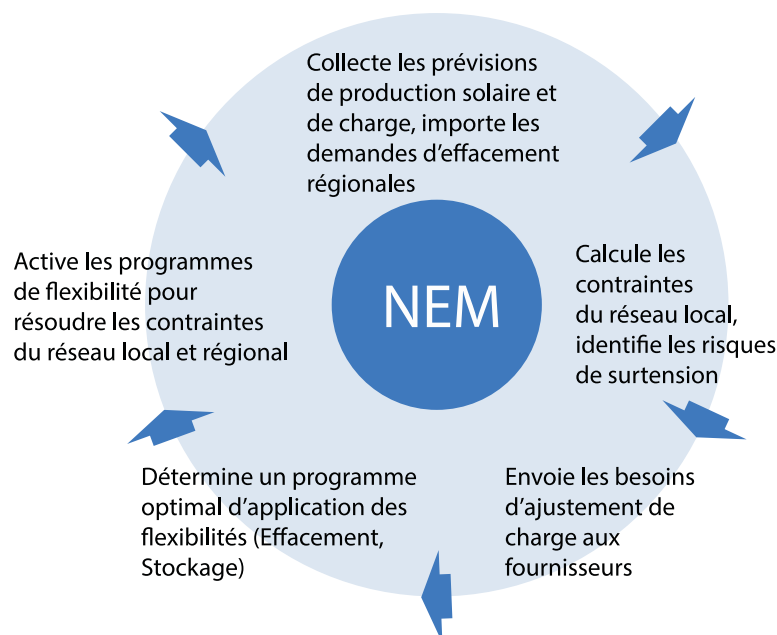 Collecte les prévisions
de production solaire et
de charge, importe les
demandes d'effacement
régionales
Calcule les
contraintes
du réseau local,
identifie les risques
de surtension
Envoie les besoins
d'ajustement de
charge aux
fournisseurs
Détermine un programme
optimal d'application des
flexibilités (Effacement,
Stockage)
Active les programmes
de flexibilité pour
résoudre les contraintes
du réseau local et régional
NEM